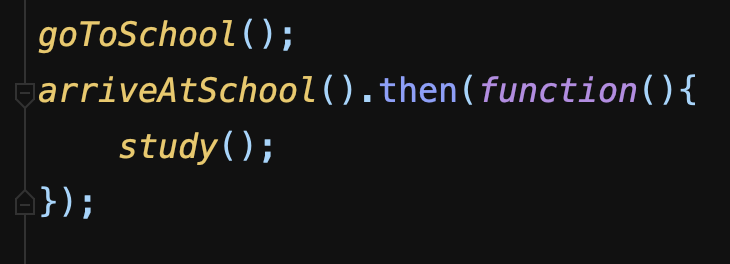 goToSchool();
arriveAtSchool().then(function(){
    study();
});